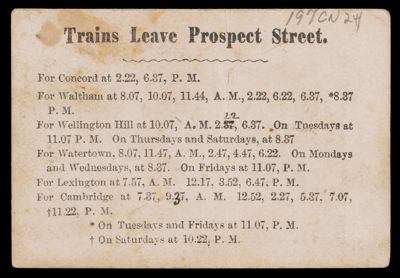 197CN24
Trains Leave Prospect Street.
For Concord at 2.22, 6.37, P. M.
For Waltham at 8.07, 10.07, 11.44, A. M., 2.22, 6.22, 6.37, *8.37
P. M.
22
For Wellington Hill at 10.07, A. M. 2.37, 6.37. On Tuesdays at
11.07 P. M. On Thursdays and Saturdays, at 8.37
For Watertown, 8.07, 11.47, A. M., 2.47, 4.47, 6.22. On Mondays
and Wednesdays, at 8.37. On Fridays at 11.07, P. M.
For Lexington at 7.57, A. M. 12.17, 3.52, 6.47, P. M.
For Cambridge at 7.37, 9.37, A. M. 12.52, 2.27, 5.37, 7.07,
†11.22, P. M.
* On Tuesdays and Fridays at 11.07, P. M.
† On Saturdays at 10.22, P. M.